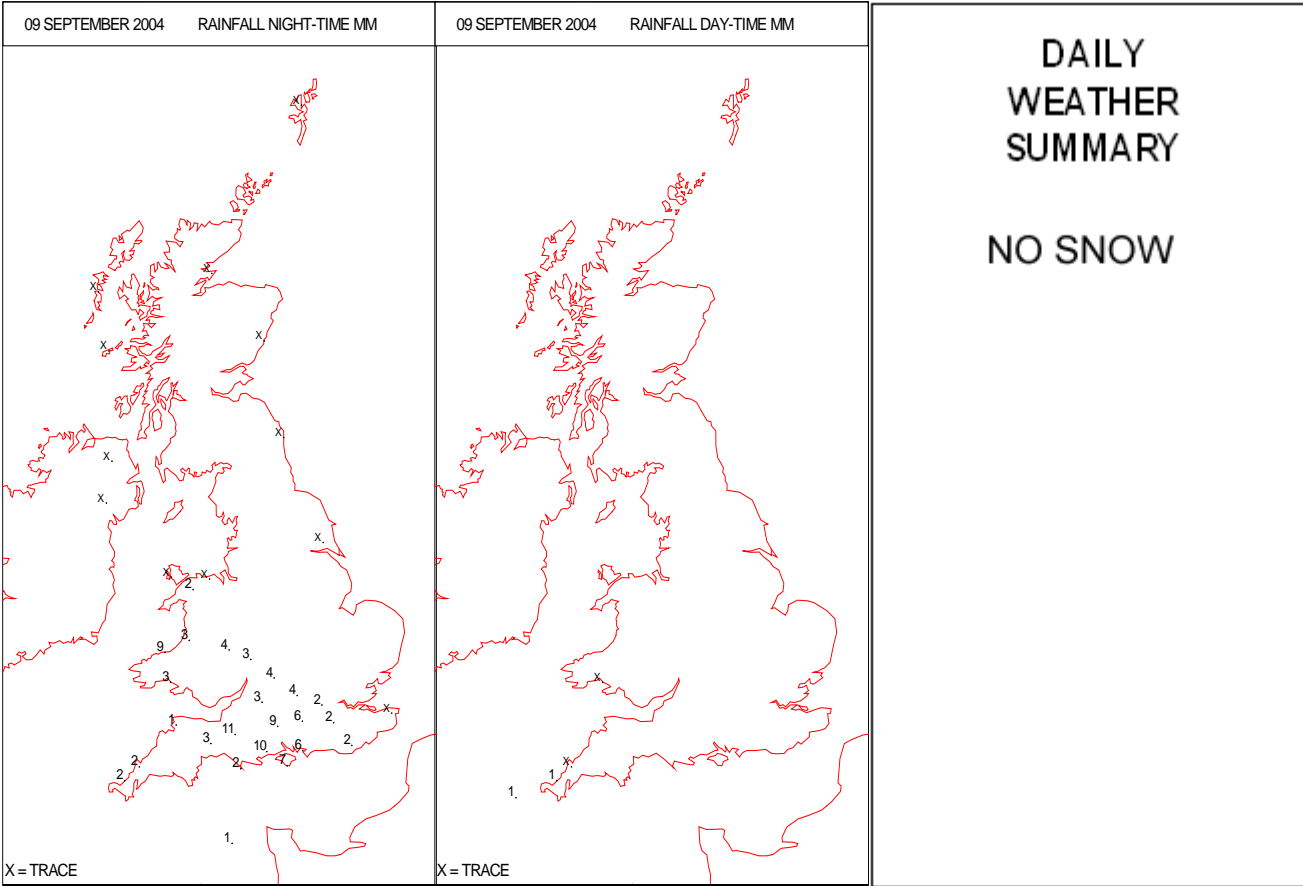 09 SEPTEMBER 2004 RAINFALL NIGHT-TIME MM
X
X
X
X
X
X
X
X
X
X X
2
3
9 4
3
3 4
4
3 2
X
1 9 6 2
11
3 10 6 2
2 7
2
2
1
X = TRACE
09 SEPTEMBER 2004 RAINFALL DAY-TIME MM
X
X
1
1
X = TRACE
DAILY
WEATHER
SUMMARY
NO SNOW